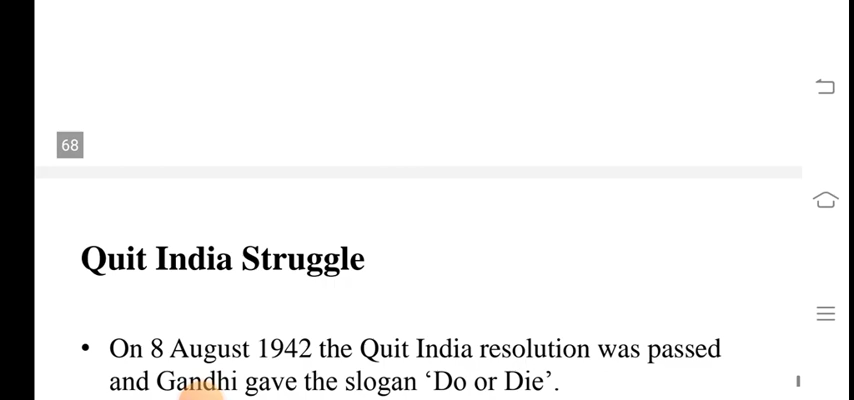 68
Quit India Struggle
• On 8 August 1942 the Quit India resolution was passed
and Gandhi gave the slogan ‘Do or Die’.